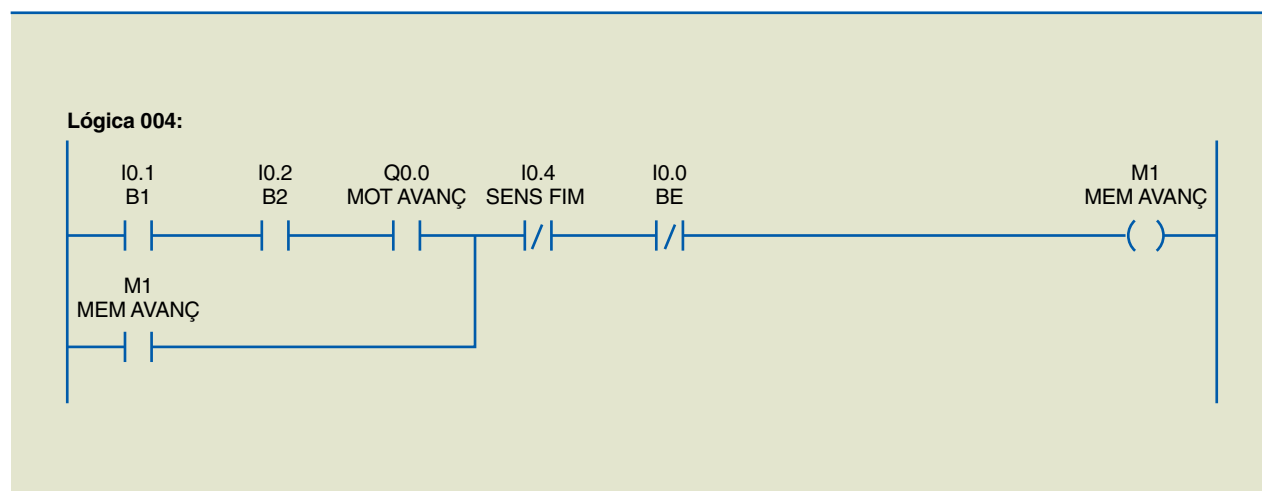 Lógica 004:
I0.1 I0.2 Q0.0 I0.4 I0.0 M1
B1 B2 MOT AVANÇ SENS FIM BE MEM AVANÇ
M1
MEM AVANÇ